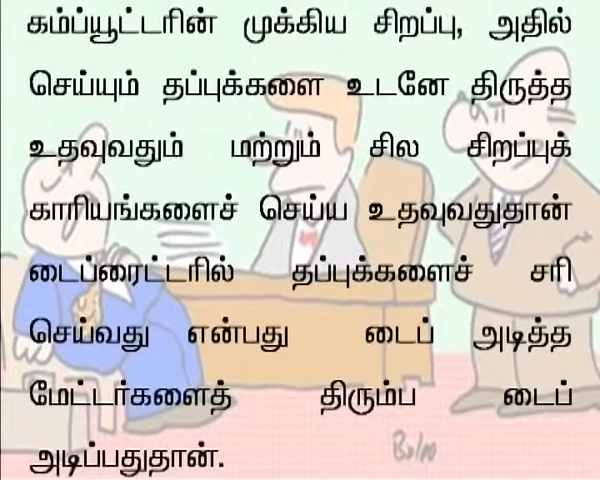 கம்ப்யூட்டரின் முக்கிய சிறப்பு, அதில்
செய்யும் தப்புக்களை உடனே திருத்த
உதவுவதும் மற்றும் சில சிறப்புக்
காரியங்களைச் செய்ய உதவுவதுதான்
டைப்ரைட்டரில் தப்புக்களைச் சரி
செய்வது என்பது டைப் அடித்த
மேட்டர்களைத் திரும்ப டைப்
அடிப்பதுதான்.